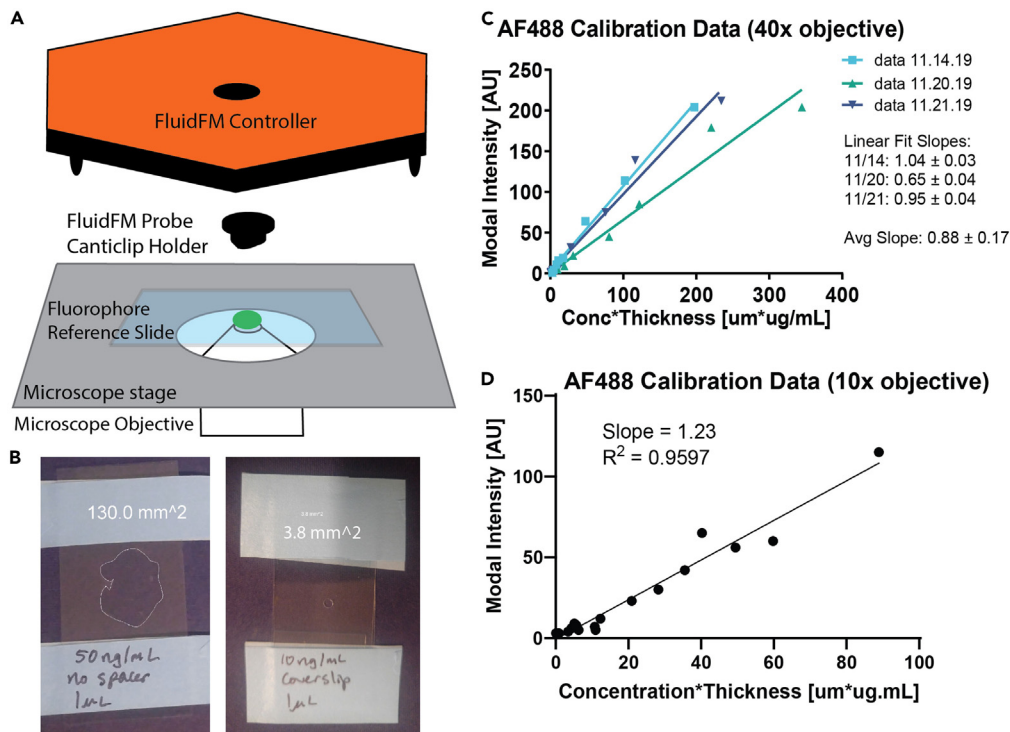 A
FluidFM Controller
FluidFM Probe
Canticlip Holder
Fluorophore
Reference Slide
Microscope stage
Microscope Objective
B
130.0 mm^2
50ng/mL
no spacer
1uL
3.8 mm^2
3.8 mm^2
10ng/mL
coverslip
1uL
C
AF488 Calibration Data (40x objective)
data 11.14.19
data 11.20.19
data 11.21.19
Linear Fit Slopes:
11/14: 1.04 ± 0.03
11/20: 0.65 ± 0.04
11/21: 0.95 ± 0.04
Avg Slope: 0.88 ± 0.17
Modal Intensity [AU]
250
200
150
100
50
0
0 100 200 300 400
Conc*Thickness [um*ug/mL]
D
AF488 Calibration Data (10x objective)
Slope = 1.23
R² = 0.9597
Modal Intensity [AU]
150
100
50
0
0 20 40 60 80 100
Concentration*Thickness [um*ug.mL]